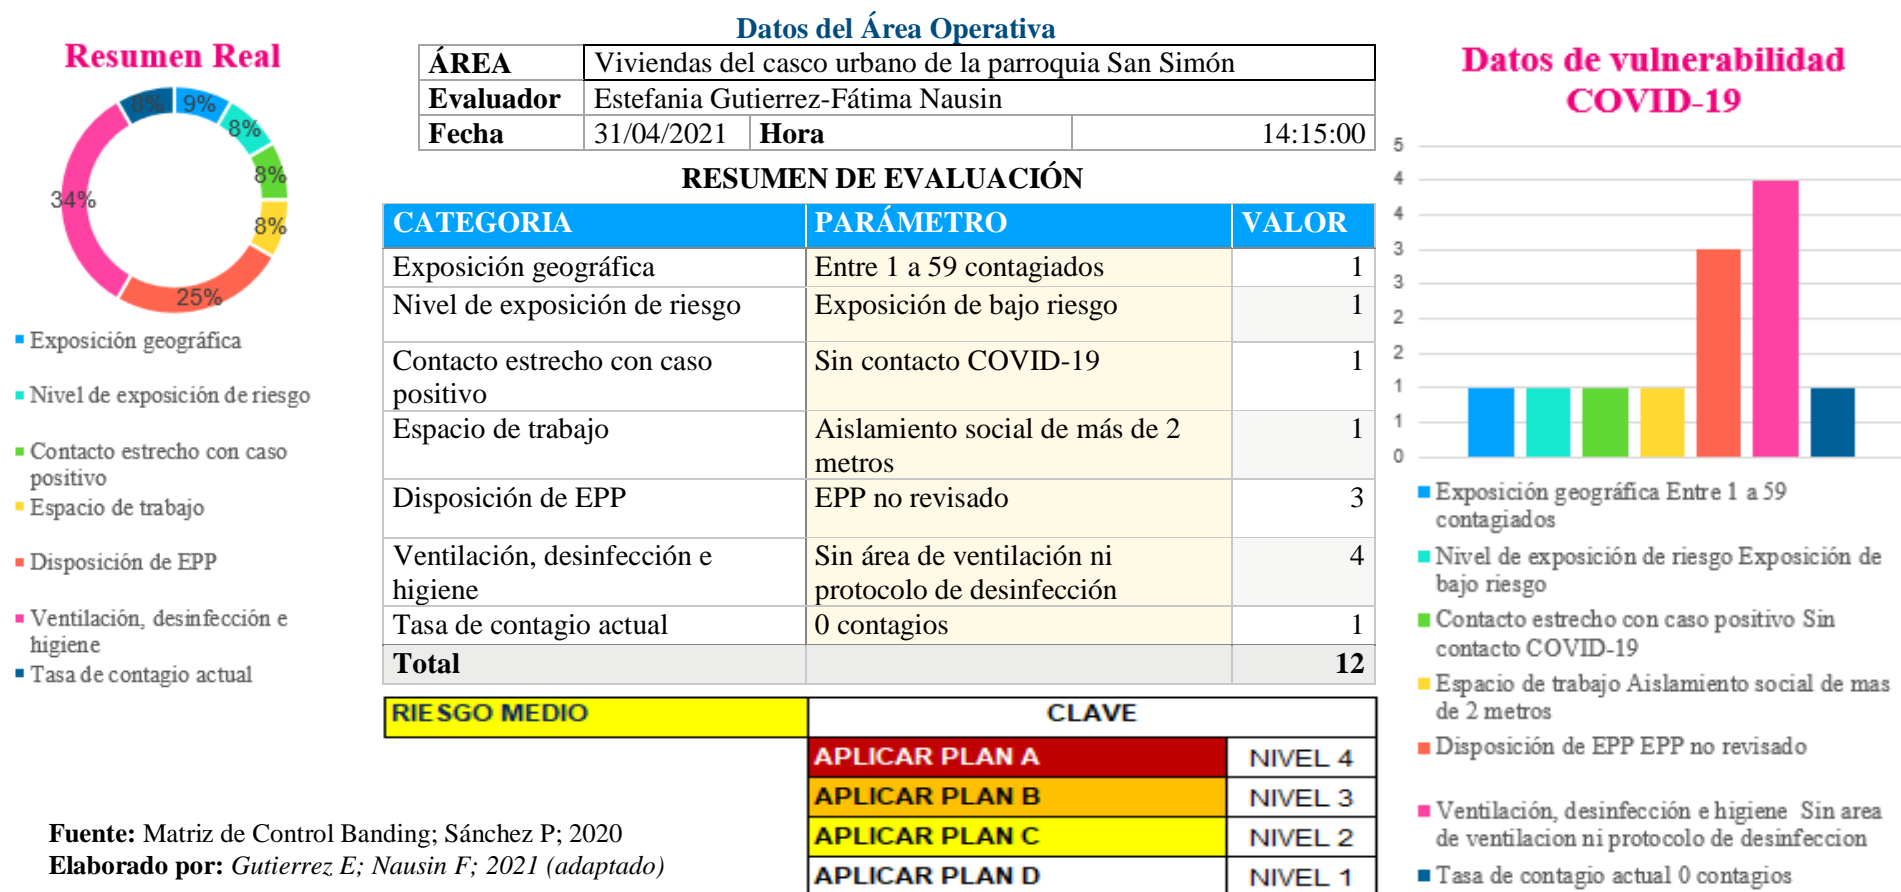 Resumen Real
8%
9%
8%
8%
8%
25%
34%
Exposición geográfica
Nivel de exposición de riesgo
Contacto estrecho con caso
positivo
Espacio de trabajo
Disposición de EPP
Ventilación, desinfección e
higiene
Tasa de contagio actual
Datos del Área Operativa
ÁREA Viviendas del casco urbano de la parroquia San Simón
Evaluador Estefania Gutierrez-Fátima Nausin
Fecha 31/04/2021 Hora 14:15:00
RESUMEN DE EVALUACIÓN
CATEGORIA PARÁMETRO VALOR
Exposición geográfica Entre 1 a 59 contagiados 1
Nivel de exposición de riesgo Exposición de bajo riesgo 1
Contacto estrecho con caso Sin contacto COVID-19 1
positivo
Espacio de trabajo Aislamiento social de más de 2 1
metros
Disposición de EPP EPP no revisado 3
Ventilación, desinfección e Sin área de ventilación ni 4
higiene protocolo de desinfección
Tasa de contagio actual 0 contagios 1
Total 12
RIESGO MEDIO CLAVE
APLICAR PLAN A NIVEL 4
APLICAR PLAN B NIVEL 3
APLICAR PLAN C NIVEL 2
APLICAR PLAN D NIVEL 1
Fuente: Matriz de Control Banding; Sánchez P; 2020
Elaborado por: Gutierrez E; Nausin F; 2021 (adaptado)
Datos de vulnerabilidad
COVID-19
5
4
4
3
3
2
2
1
1
0
Exposición geográfica Entre 1 a 59
contagiados
Nivel de exposición de riesgo Exposición de
bajo riesgo
Contacto estrecho con caso positivo Sin
contacto COVID-19
Espacio de trabajo Aislamiento social de mas
de 2 metros
Disposición de EPP EPP no revisado
Ventilación, desinfección e higiene Sin area
de ventilacion ni protocolo de desinfeccion
Tasa de contagio actual 0 contagios